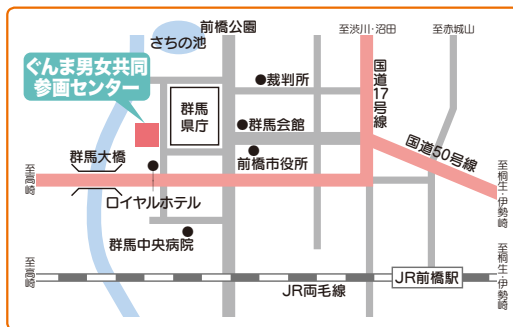 前橋公園
至渋川・沼田
至赤城山
さちの池
ぐんま男女共同
参画センター
裁判所
国道17号線
群馬
県庁
群馬会館
国道50号線
群馬大橋
前橋市役所
至高崎
ロイヤルホテル
至桐生・伊勢崎
群馬中央病院
至高崎
JR前橋駅
至桐生・伊勢崎
JR両毛線